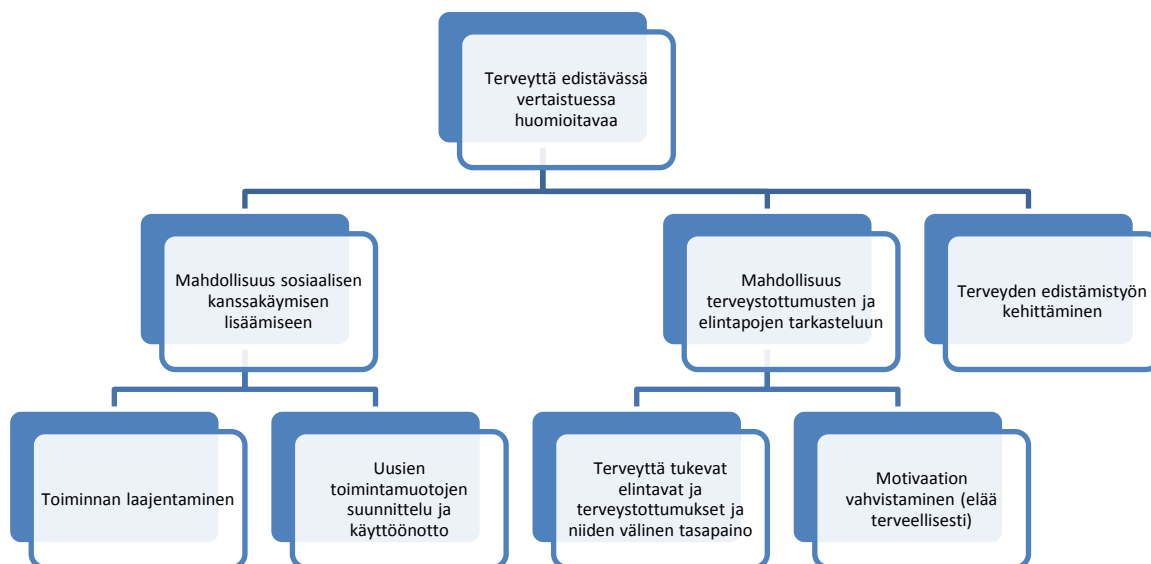 Terveyttä edistävässä
vertaistuessa
huomioitavaa
Mahdollisuus sosiaalisen
kanssakäymisen
lisäämiseen
Mahdollisuus
terveystottumusten ja
elintapojen tarkasteluun
Terveyden edistämistyön
kehittäminen
Toiminnan laajentaminen
Uusien
toimintamuotojen
suunnittelu ja
käyttöönotto
Terveyttä tukevat
elintavat ja
terveystottumukset ja
niiden välinen tasapaino
Motivaation
vahvistaminen (elää
terveellisesti)